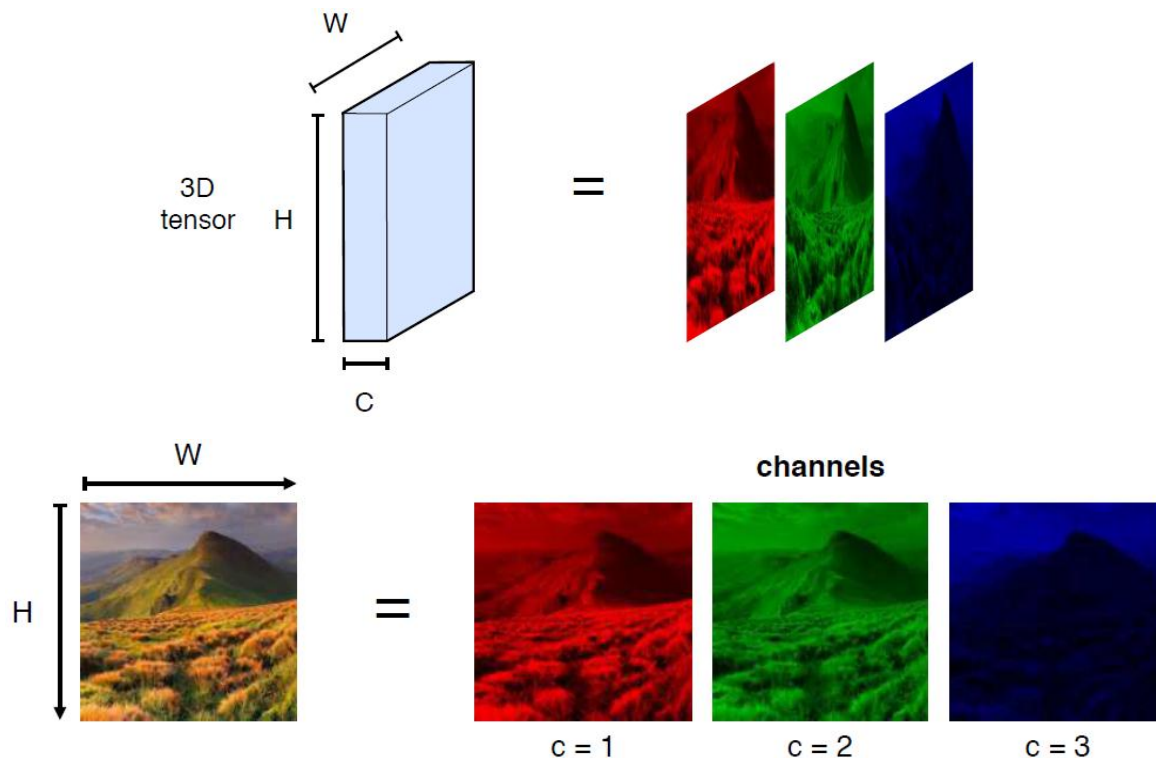 W
3D
tensor
H
=
C
W
channels
H
=
c = 1
c = 2
c = 3